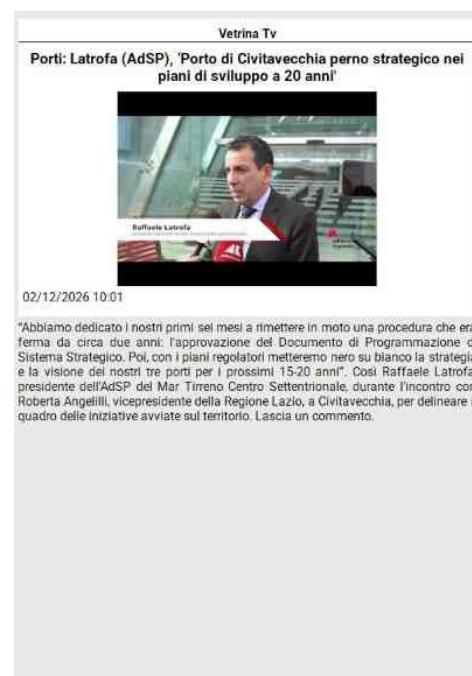 Vetrina Tv
Porti: Latrofa (AdSP), 'Porto di Civitavecchia perno strategico nei
piani di sviluppo a 20 anni'
Raffaele Latrofa
02/12/2026 10:01
"Abbiamo dedicato i nostri primi sei mesi a rimettere in moto una procedura che era
ferma da circa due anni: l'approvazione del Documento di Programmazione d
Sistema Strategico. Poi, con i piani regolatori metteremo nero su bianco la strategia
e la visione dei nostri tre porti per i prossimi 15-20 anni". Così Raffaele Latrofa
presidente dell'AdSP del Mar Tirreno Centro Settentrionale, durante l'incontro con
Roberta Angelilli, vicepresidente della Regione Lazio, a Civitavecchia, per delineare i
quadro delle iniziative avviate sul territorio. Lascia un commento.